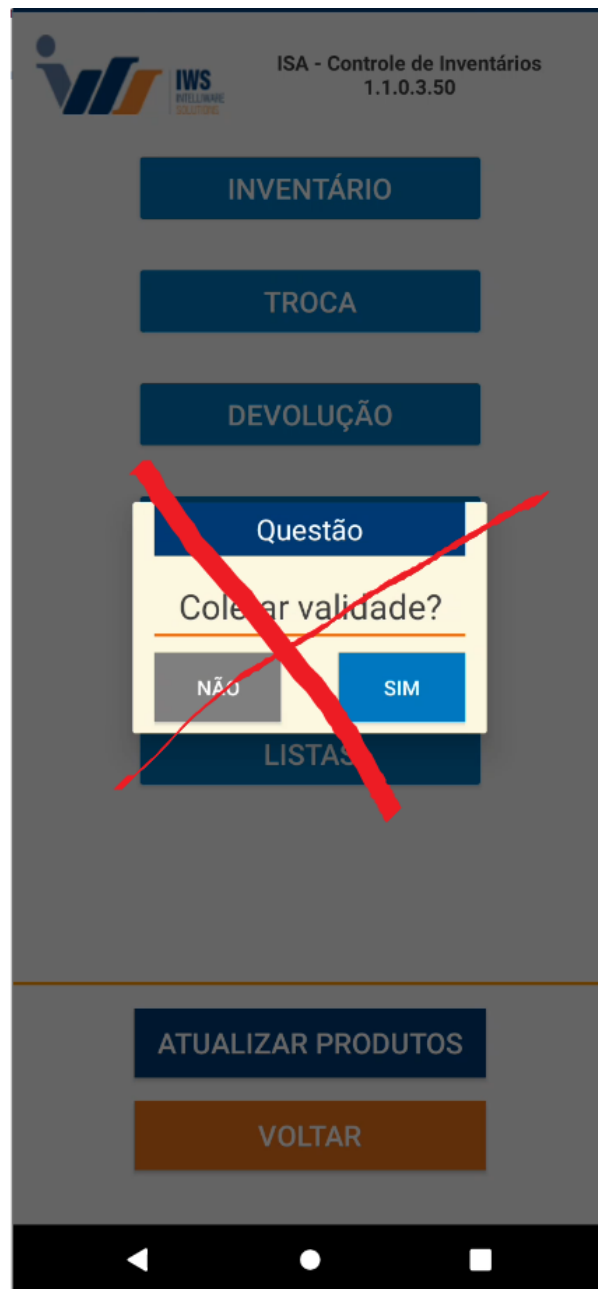 IWS
INTELLIWARE
SOLUTIONS
ISA - Controle de Inventários
1.1.0.3.50
INVENTÁRIO
TROCA
DEVOLUÇÃO
Questão
Coletar validade?
NÃO
SIM
LISTAS
ATUALIZAR PRODUTOS
VOLTAR